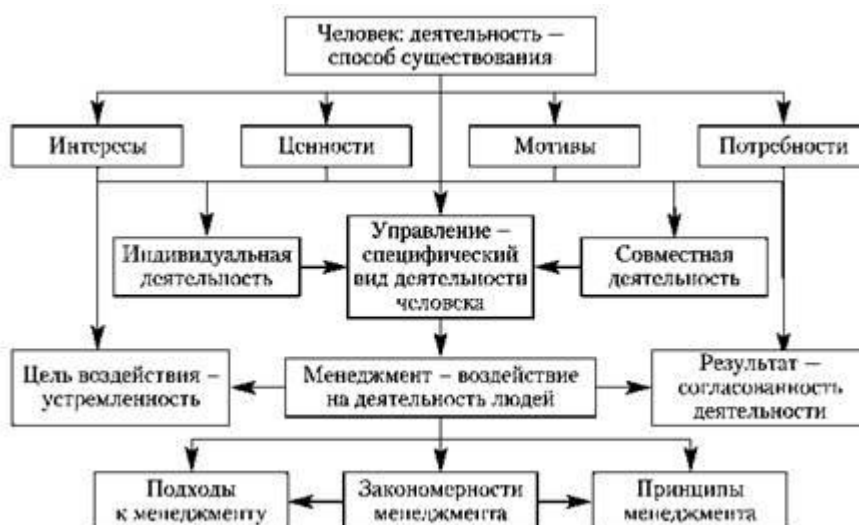 Человек: деятельность –
способ существования
Интересы
Ценности
Мотивы
Потребности
Индивидуальная
деятельность
Управление –
специфический
вид деятельности
человека
Совместная
деятельность
Цель воздействия –
устремленность
Менеджмент – воздействие
на деятельность людей
Результат –
согласованность
деятельности
Подходы
к менеджменту
Закономерности
менеджмента
Принципы
менеджмента